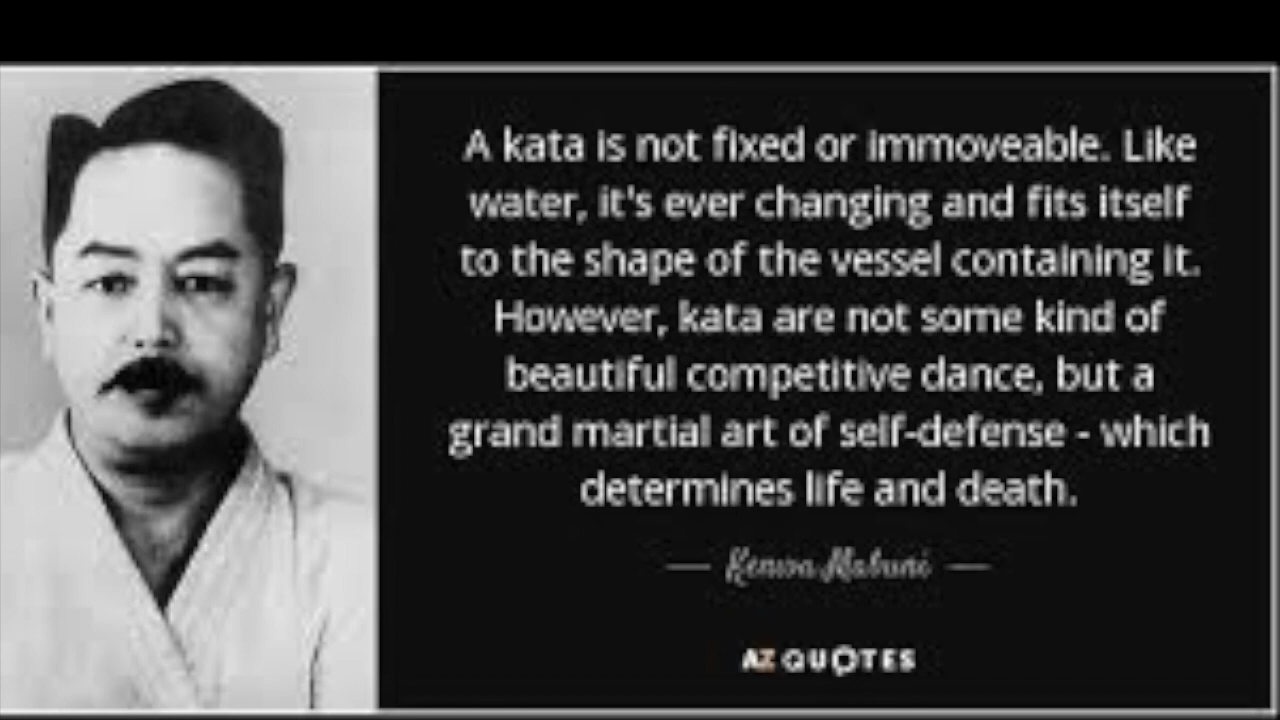 A kata is not fixed or immoveable. Like
water, it's ever changing and fits itself
to the shape of the vessel containing it.
However, kata are not some kind of
beautiful competitive dance, but a
grand martial art of self-defense - which
determines life and death.
— Kenwa Mabuni —
AZ QUOTES